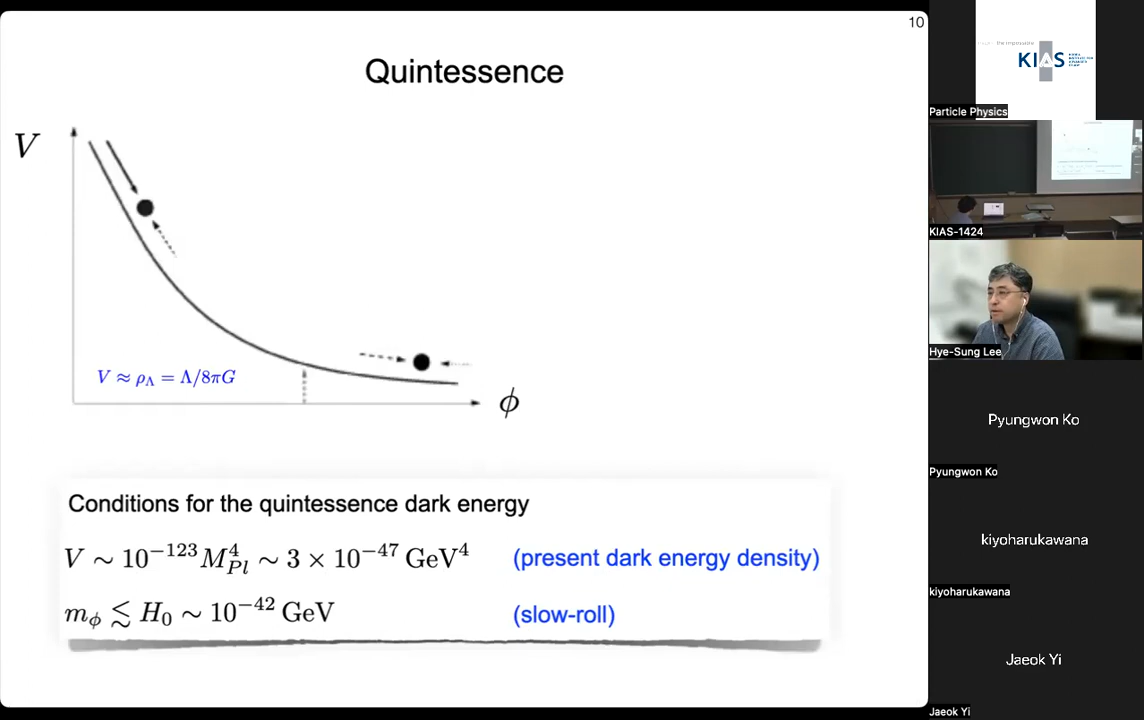 10
Quintessence
V
V ≈ ρ_Λ = Λ/8πG
ϕ
Conditions for the quintessence dark energy
V ∼ 10^{−123} M_{Pl}^4 ∼ 3 × 10^{−47} GeV^4 (present dark energy density)
m_ϕ ≲ H_0 ∼ 10^{−42} GeV (slow-roll)
KIAS
Particle Physics
KIAS-1424
Hye-Sung Lee
Pyungwon Ko
Pyungwon Ko
kiyoharukawana
kiyoharukawana
Jaeok Yi
Jaeok Yi